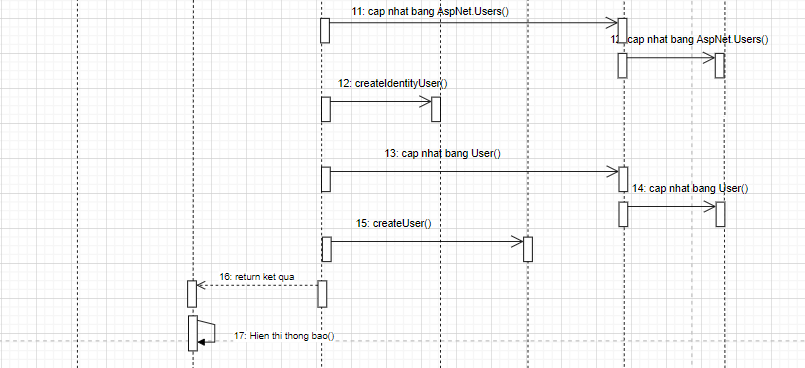 11: cap nhat bang AspNet.Users()
12: cap nhat bang AspNet.Users()
12: createIdentityUser()
13: cap nhat bang User()
14: cap nhat bang User()
15: createUser()
16: return ket qua
17: Hien thi thong bao()